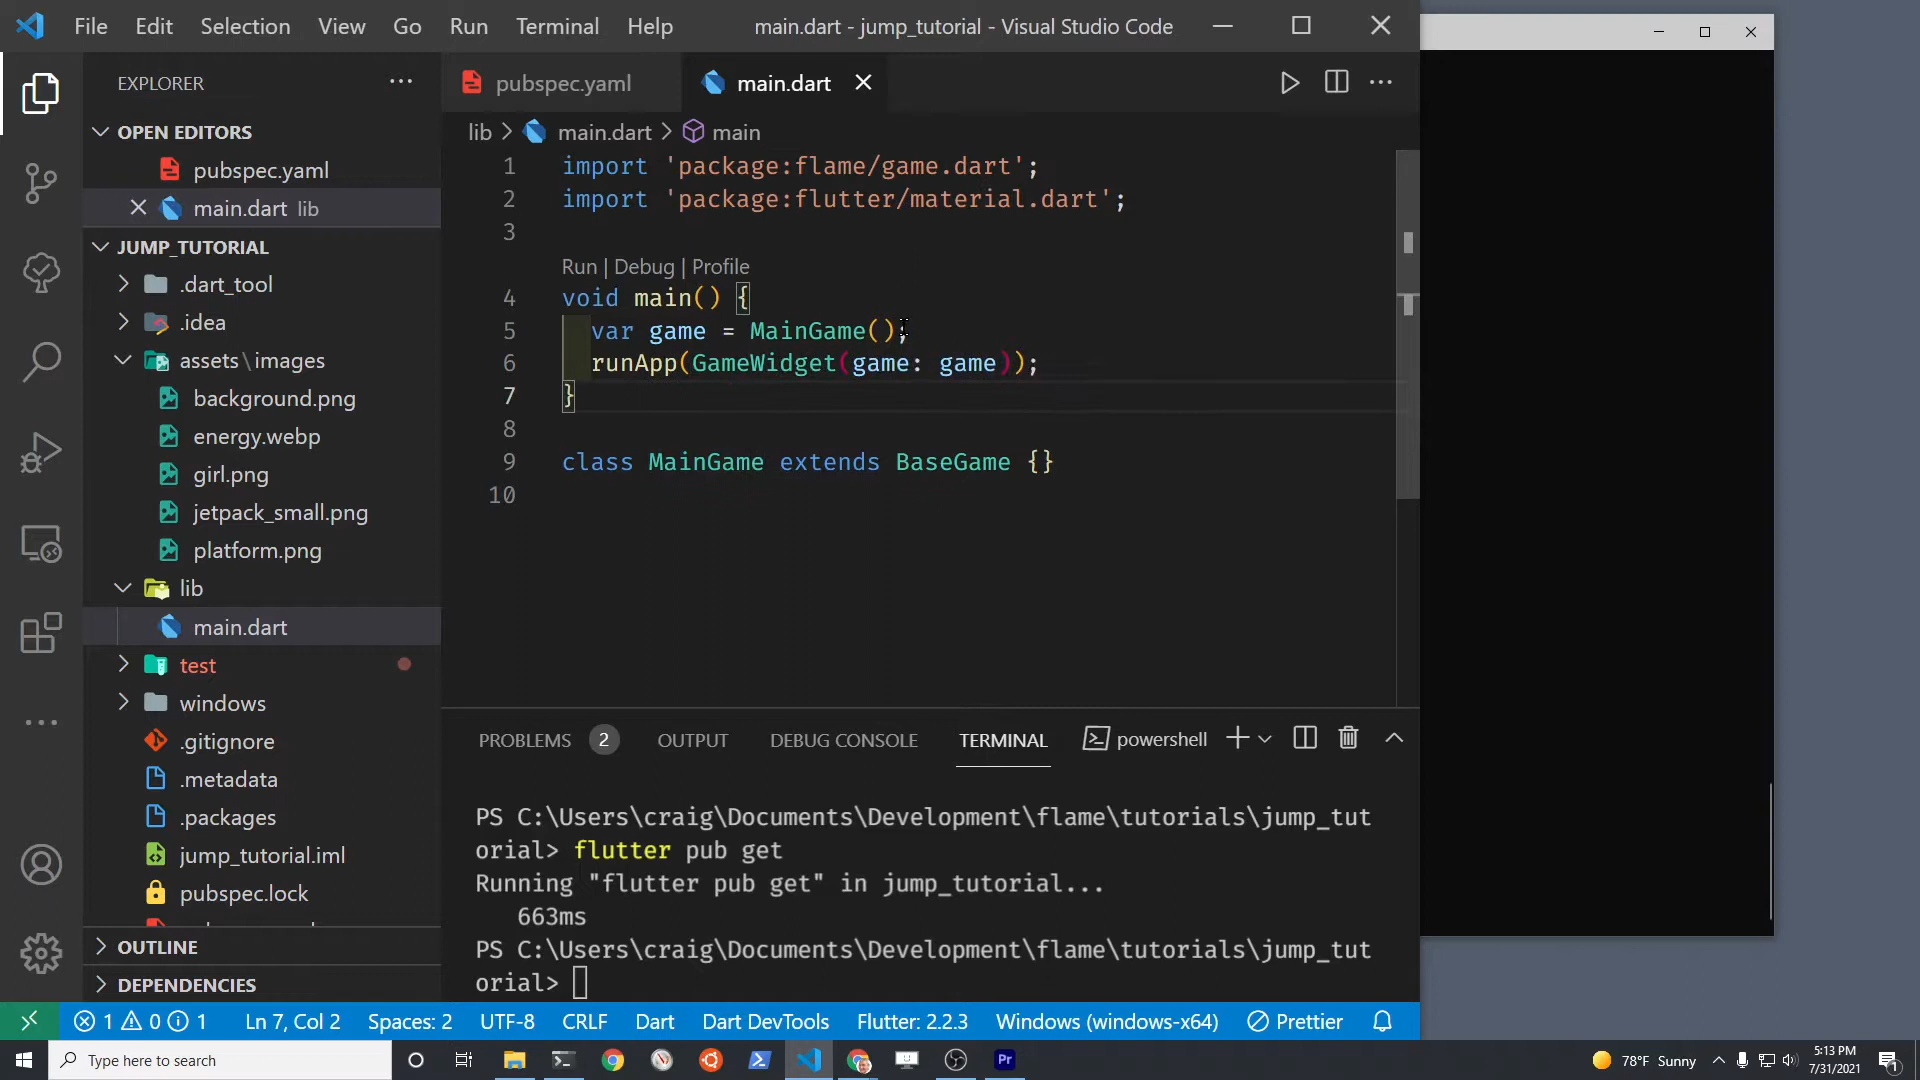 File Edit Selection View Go Run Terminal Help main.dart - jump_tutorial - Visual Studio Code
EXPLORER
OPEN EDITORS
pubspec.yaml
main.dart lib
JUMP_TUTORIAL
.dart_tool
.idea
assets\images
background.png
energy.webp
girl.png
jetpack_small.png
platform.png
lib
main.dart
test
windows
.gitignore
.metadata
.packages
jump_tutorial.iml
pubspec.lock
OUTLINE
DEPENDENCIES
pubspec.yaml main.dart
lib > main.dart > main
1 import 'package:flame/game.dart';
2 import 'package:flutter/material.dart';
3
Run | Debug | Profile
4 void main() {
5 var game = MainGame();
6 runApp(GameWidget(game: game));
7 }
8
9 class MainGame extends BaseGame {}
10
PROBLEMS 2 OUTPUT DEBUG CONSOLE TERMINAL powershell
PS C:\Users\craig\Documents\Development\flame\tutorials\jump_tut
orial> flutter pub get
Running "flutter pub get" in jump_tutorial...
663ms
PS C:\Users\craig\Documents\Development\flame\tutorials\jump_tut
orial>
1 0 1 Ln 7, Col 2 Spaces: 2 UTF-8 CRLF Dart Dart DevTools Flutter: 2.2.3 Windows (windows-x64) Prettier
Type here to search Pr 78°F Sunny 5:13 PM
7/31/2021 1